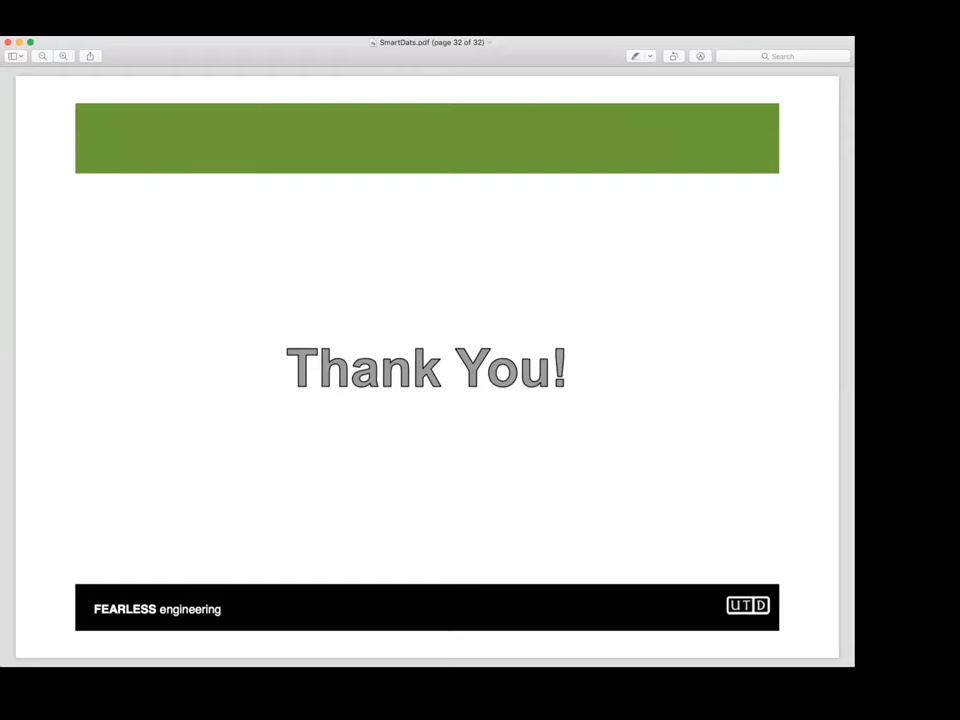 SmartDats.pdf (page 32 of 32)
Search
Thank You!
FEARLESS engineering
UTD